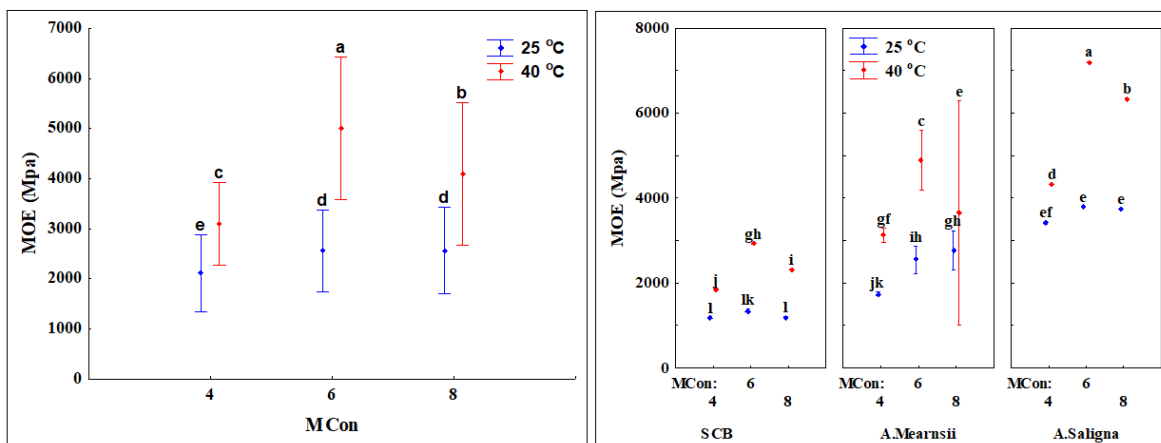 7000
6000
5000
4000
3000
2000
1000
0
MOE (Mpa)
25 °C
40 °C
a
b
c
d
d
e
4
6
8
MCon
8000
6000
4000
2000
0
MOE (Mpa)
j
gh
i
l
lk
l
25 °C
40 °C
gf
c
e
jk
ih
gh
d
a
b
ef
e
e
MCon: 6
4 8
SCB
MCon: 6
4 8
A.Mearnsii
MCon: 6
4 8
A.Saligna